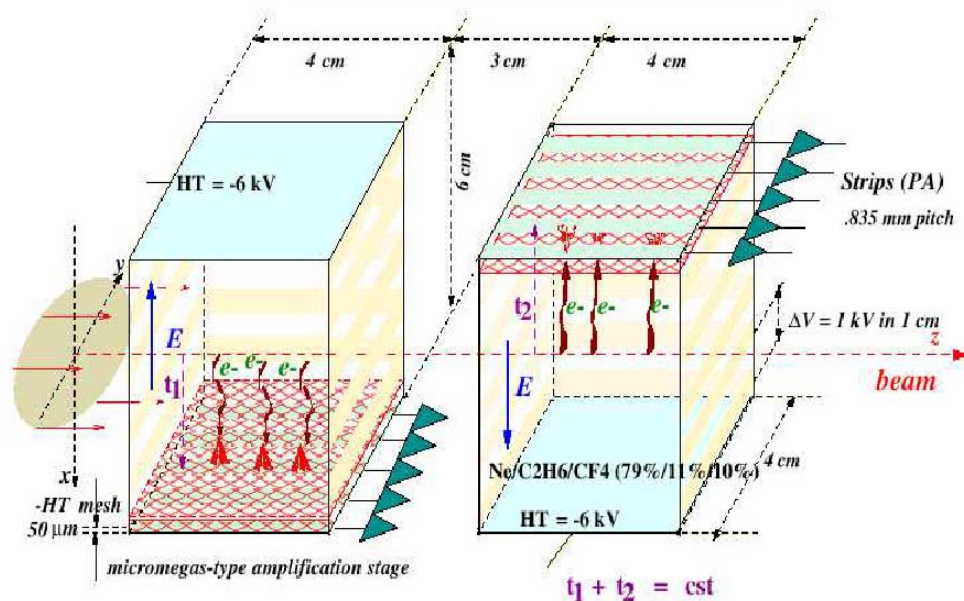 4 cm
3 cm
4 cm
HT = -6 kV
6 cm
Strips (PA)
.835 mm pitch
y
E
t1
e-
e-
e-
t2
e-
e-
e-
ΔV = 1 kV in 1 cm
z
E
beam
x
Ne/C2H6/CF4 (79%/11%/10%)
4 cm
-HT mesh
50 μm
HT = -6 kV
micromegas-type amplification stage
t1 + t2 = cst